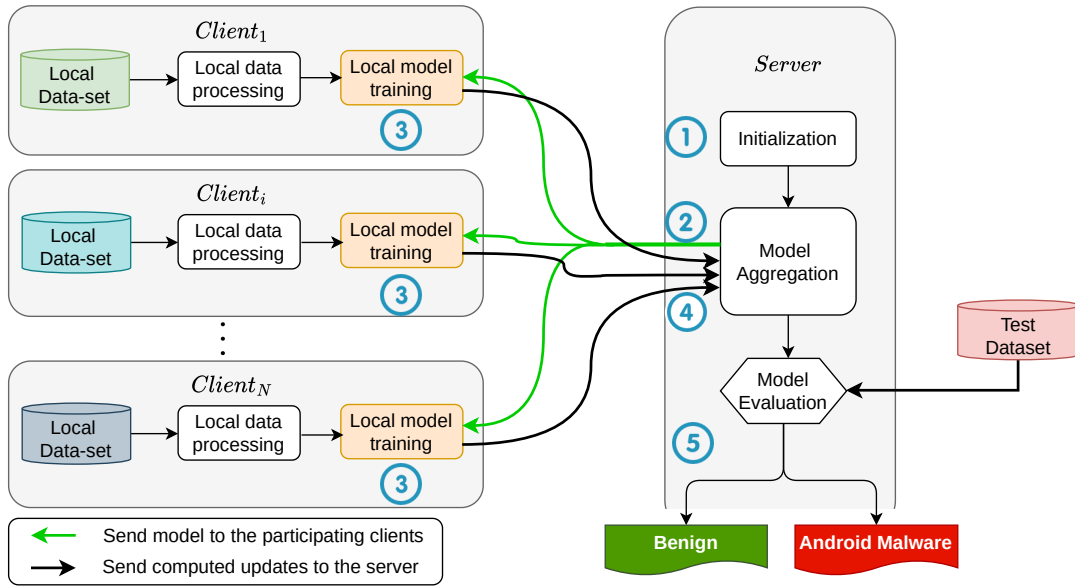 Client₁
Local
Data-set
Local data
processing
Local model
training
3
Client_i
Local
Data-set
Local data
processing
Local model
training
3
⋮
Client_N
Local
Data-set
Local data
processing
Local model
training
3
Send model to the participating clients
Send computed updates to the server
Server
1
Initialization
2
Model
Aggregation
4
Test
Dataset
Model
Evaluation
5
Benign
Android Malware